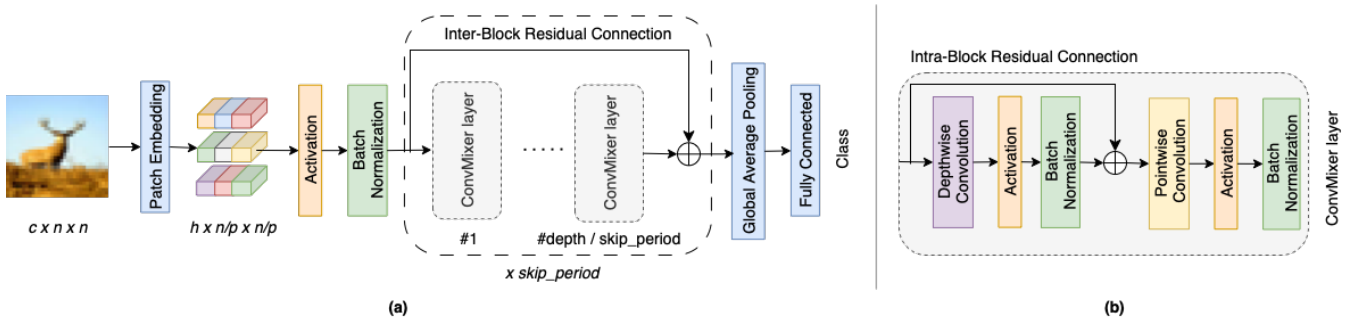 Inter-Block Residual Connection
Patch Embedding
Activation
Batch
Normalization
ConvMixer layer
.....
ConvMixer layer
Global Average Pooling
Fully Connected
Class
c x n x n
h x n/p x n/p
#1
#depth / skip_period
x skip_period
(a)
Intra-Block Residual Connection
Depthwise
Convolution
Activation
Batch
Normalization
Pointwise
Convolution
Activation
Batch
Normalization
ConvMixer layer
(b)